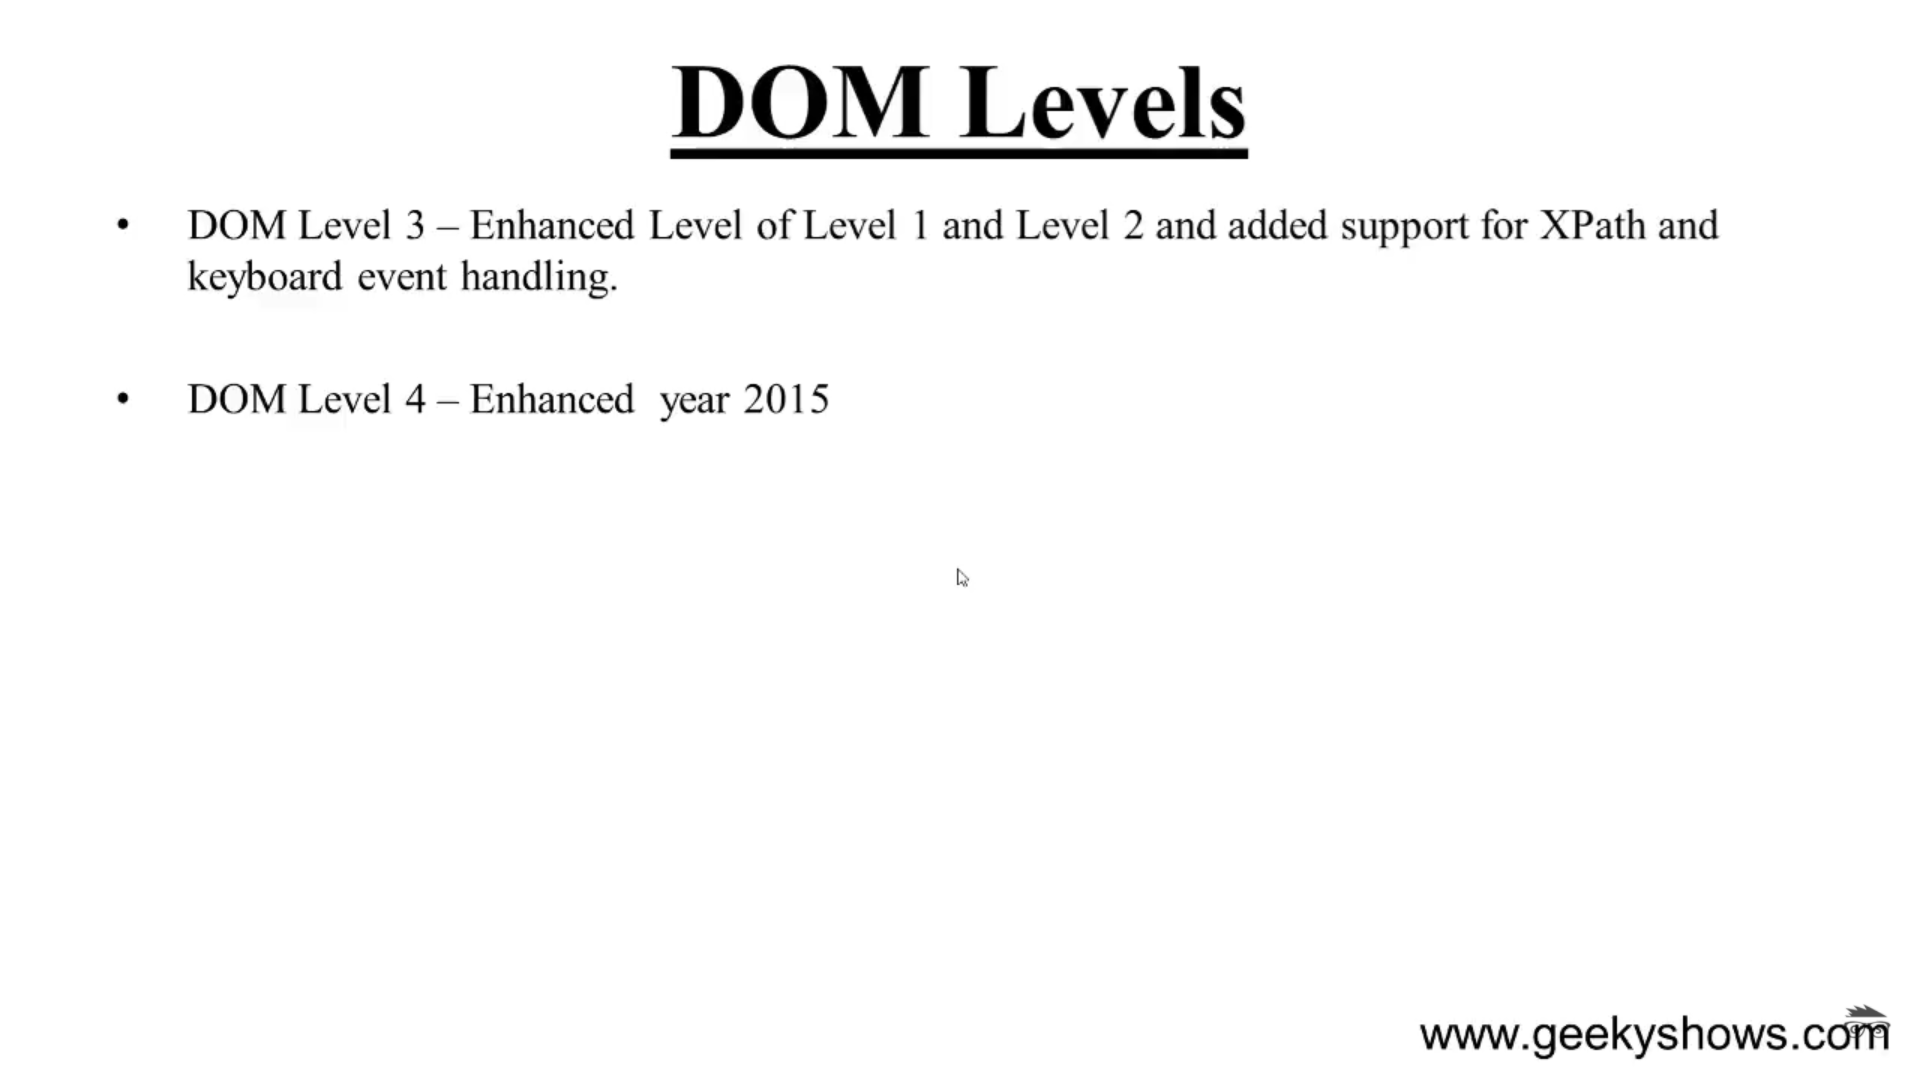 DOM Levels
• DOM Level 3 – Enhanced Level of Level 1 and Level 2 and added support for XPath and
keyboard event handling.
• DOM Level 4 – Enhanced  year 2015
www.geekyshows.com